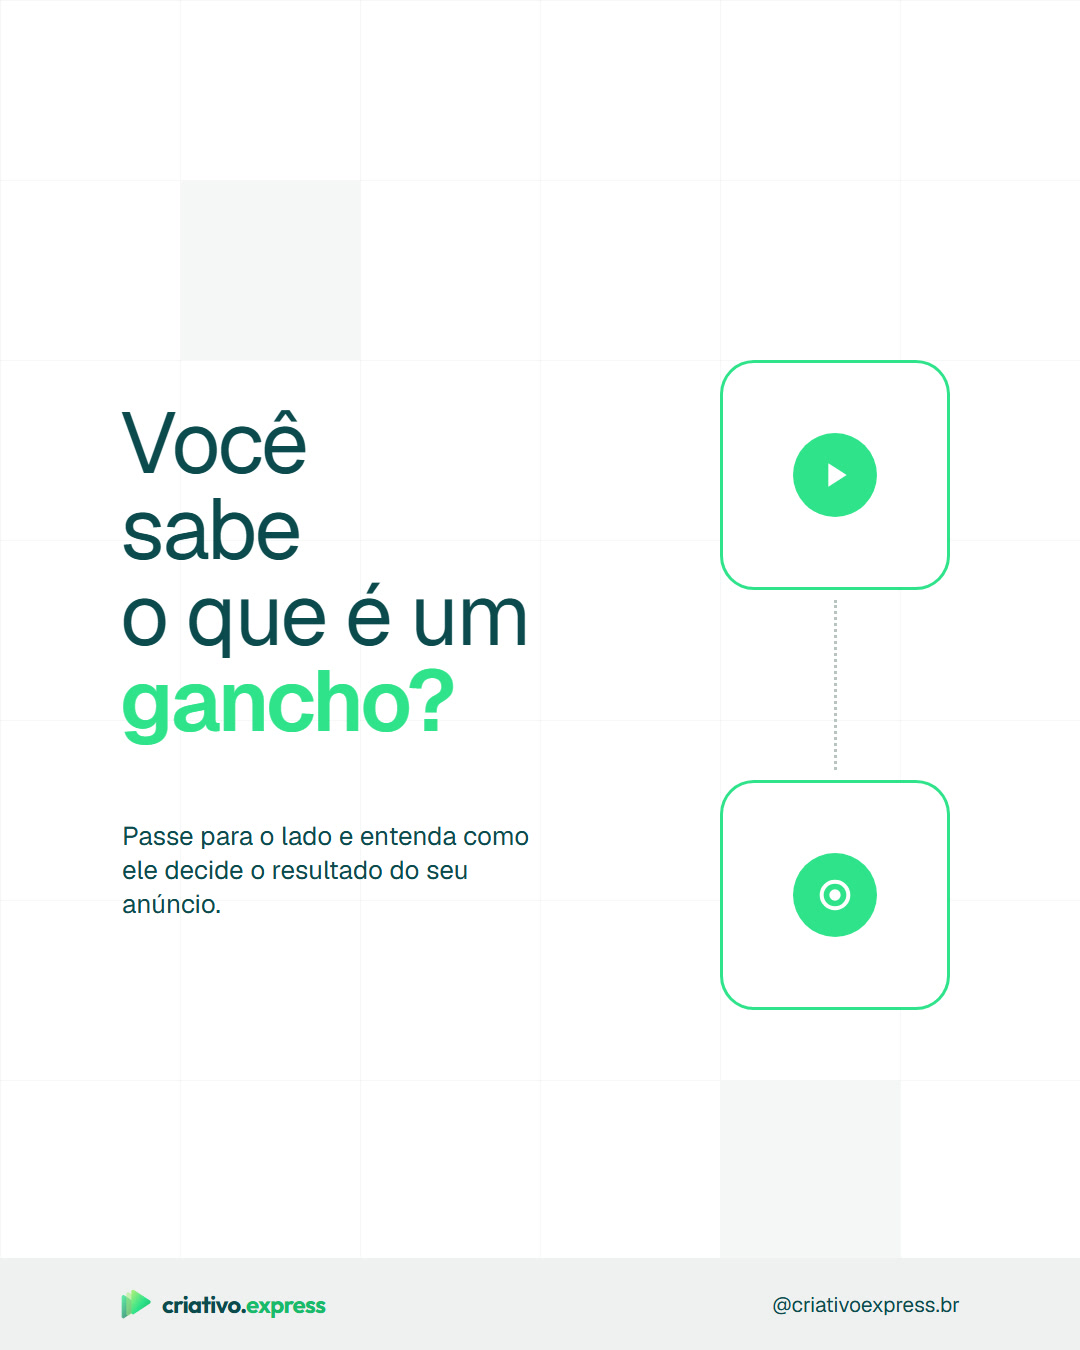 Você
sabe
o que é um
gancho?
Passe para o lado e entenda como
ele decide o resultado do seu
anúncio.
criativo.express
@criativoexpress.br